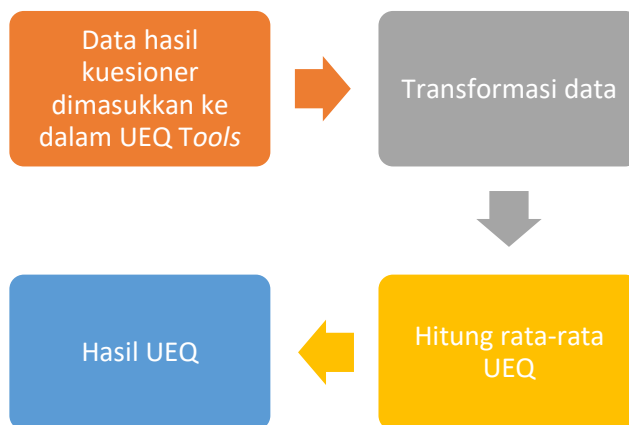 Data hasil
kuesioner
dimasukkan ke
dalam UEQ Tools
Transformasi data
Hitung rata-rata
UEQ
Hasil UEQ